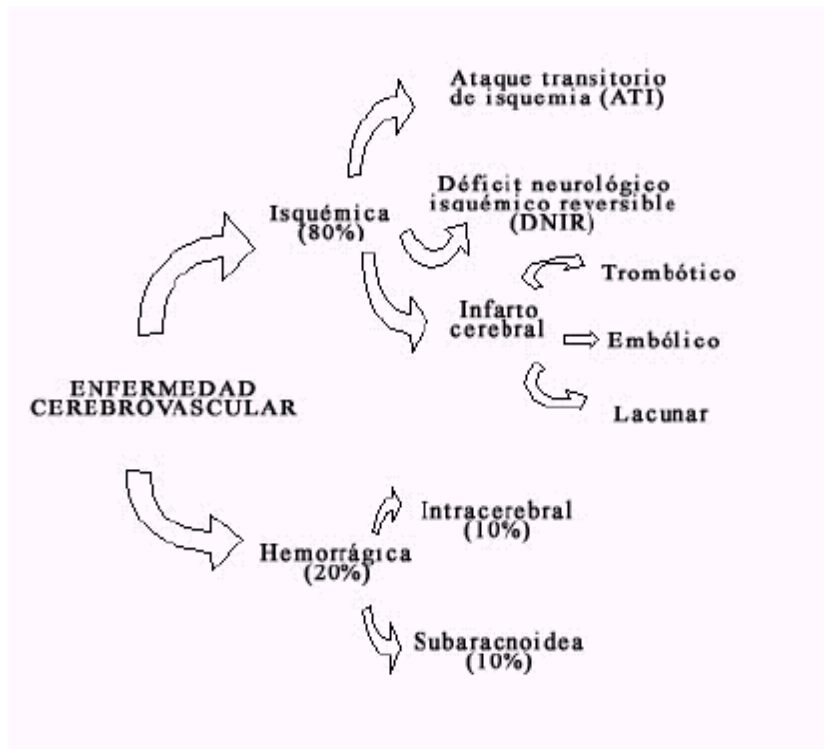 Ataque transitorio
de isquemia (ATI)
Déficit neurológico
isquémico reversible
(DNIR)
Isquémica
(80%)
Trombótico
Infarto
cerebral
Embólico
ENFERMEDAD
CEREBROVASCULAR
Lacunar
Intracerebral
(10%)
Hemorrágica
(20%)
Subaracnoidea
(10%)